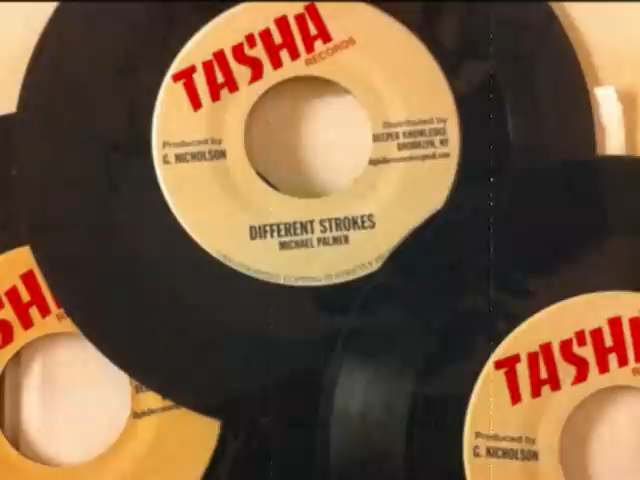 TASHA
RECORDS
Produced by
G. NICHOLSON
Distributed by
DEEPER KNOWLEDGE
BROOKLYN, NY
DIFFERENT STROKES
MICHAEL PALMER
SHA
TASHA
Produced by
G. NICHOLSON